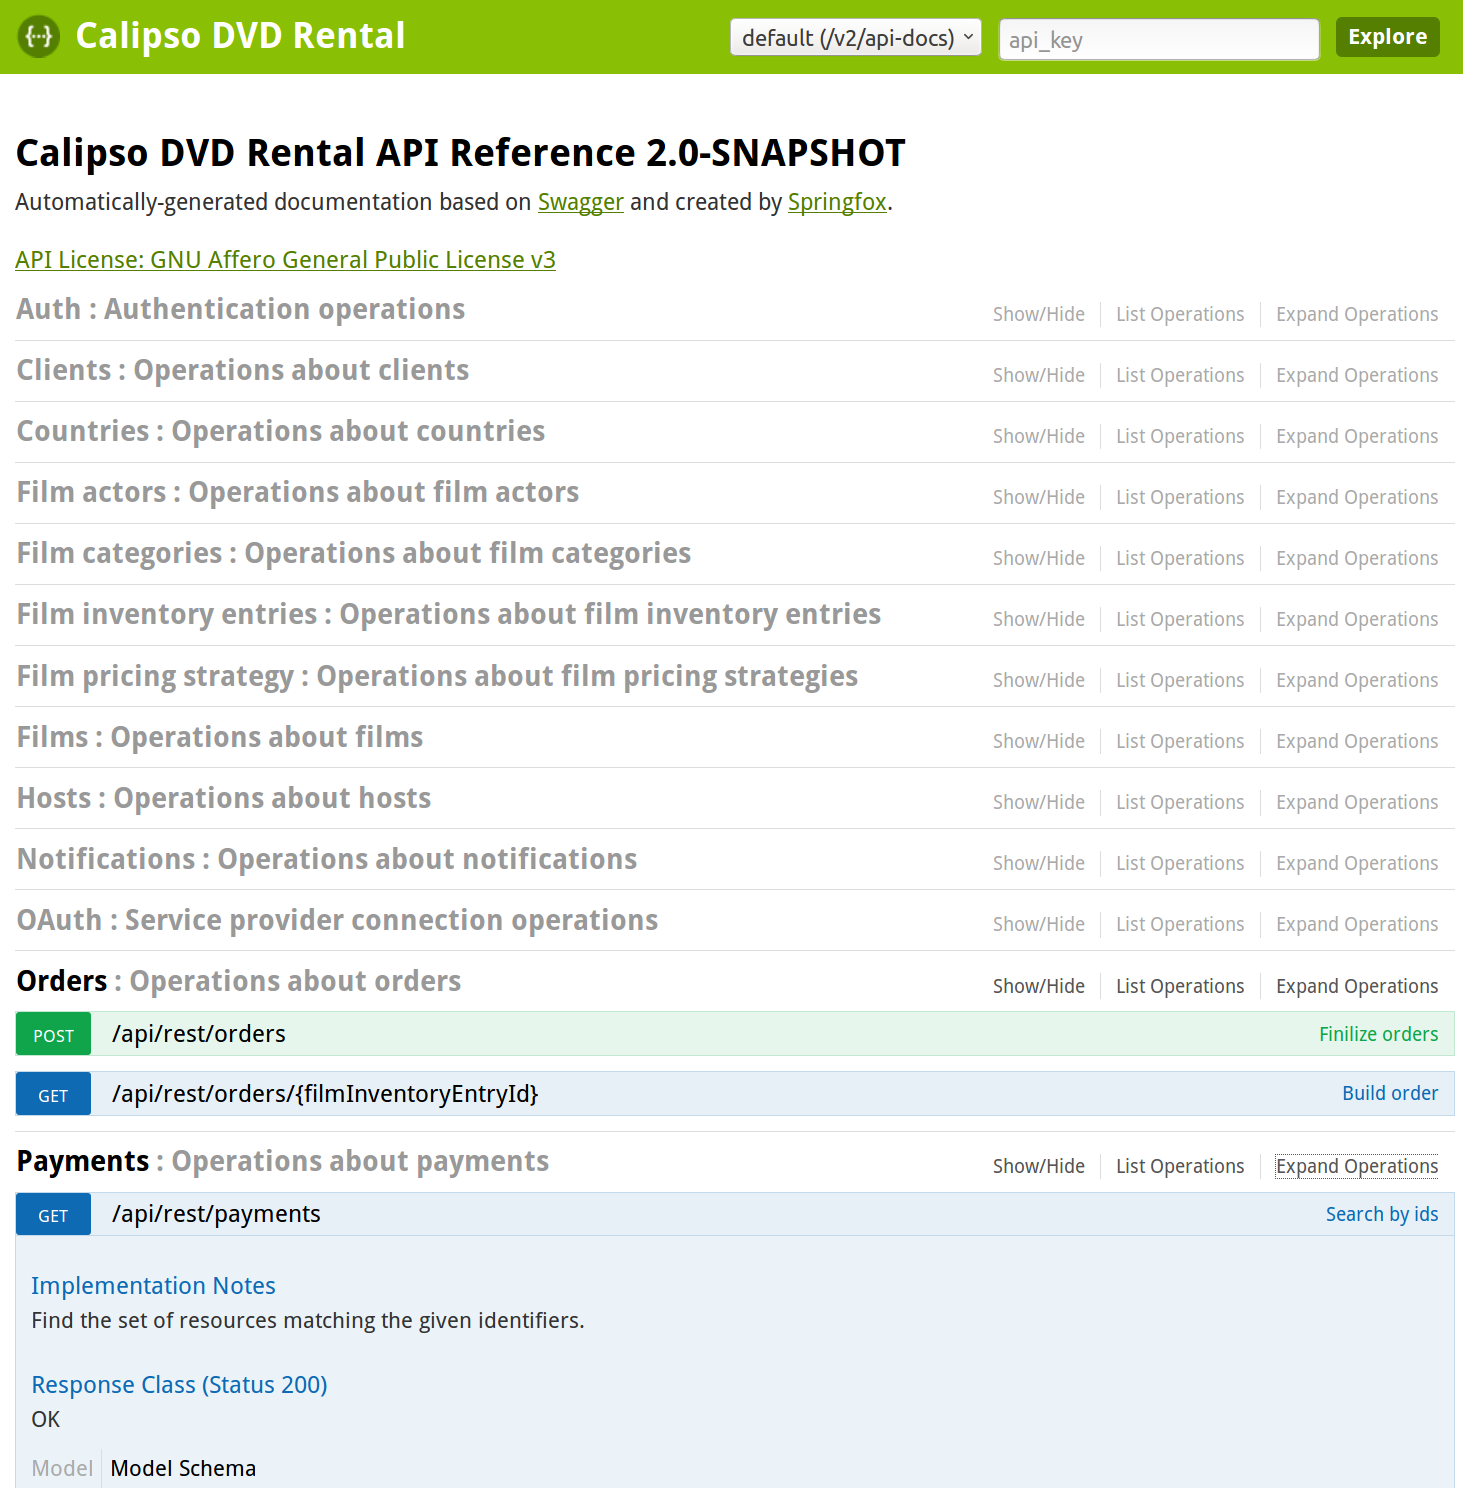 {···} Calipso DVD Rental default (/v2/api-docs) api_key Explore
Calipso DVD Rental API Reference 2.0-SNAPSHOT
Automatically-generated documentation based on Swagger and created by Springfox.
API License: GNU Affero General Public License v3
Auth : Authentication operations Show/Hide List Operations Expand Operations
Clients : Operations about clients Show/Hide List Operations Expand Operations
Countries : Operations about countries Show/Hide List Operations Expand Operations
Film actors : Operations about film actors Show/Hide List Operations Expand Operations
Film categories : Operations about film categories Show/Hide List Operations Expand Operations
Film inventory entries : Operations about film inventory entries Show/Hide List Operations Expand Operations
Film pricing strategy : Operations about film pricing strategies Show/Hide List Operations Expand Operations
Films : Operations about films Show/Hide List Operations Expand Operations
Hosts : Operations about hosts Show/Hide List Operations Expand Operations
Notifications : Operations about notifications Show/Hide List Operations Expand Operations
OAuth : Service provider connection operations Show/Hide List Operations Expand Operations
Orders : Operations about orders Show/Hide List Operations Expand Operations
POST /api/rest/orders Finilize orders
GET /api/rest/orders/{filmInventoryEntryId} Build order
Payments : Operations about payments Show/Hide List Operations Expand Operations
GET /api/rest/payments Search by ids
Implementation Notes
Find the set of resources matching the given identifiers.
Response Class (Status 200)
OK
Model Model Schema